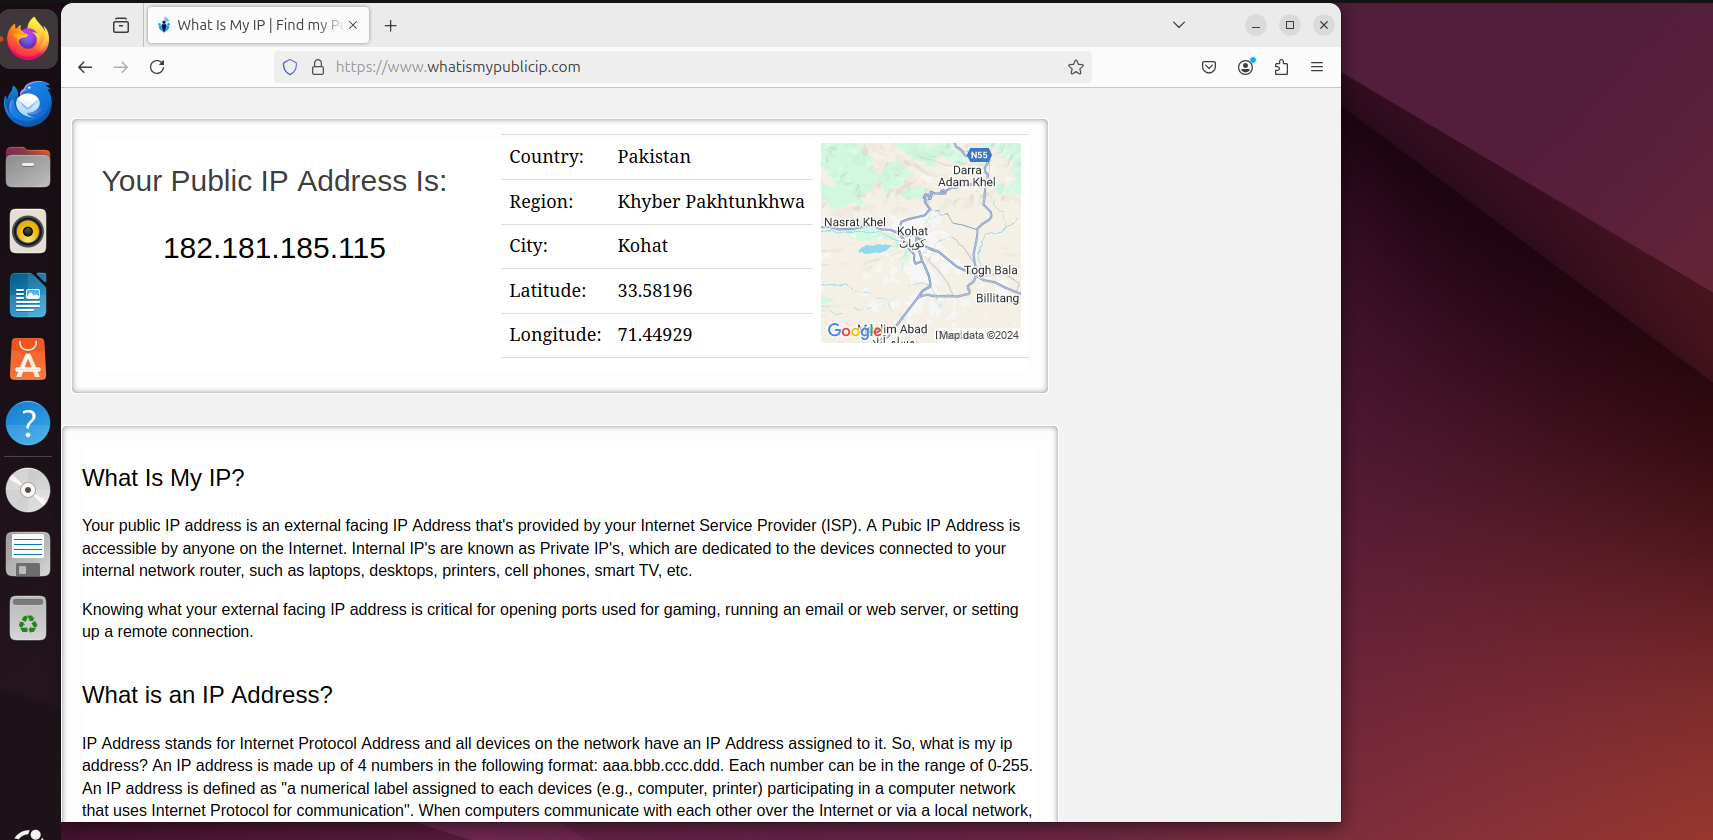 What Is My IP | Find my Pu
https://www.whatismypublicip.com
Your Public IP Address Is:
182.181.185.115
Country: Pakistan
Region: Khyber Pakhtunkhwa
City: Kohat
Latitude: 33.58196
Longitude: 71.44929
N55
Darra
Adam Khel
Nasrat Khel
Kohat
کوہاٹ
Togh Bala
Billitang
Google
lim Abad
Map data ©2024
What Is My IP?
Your public IP address is an external facing IP Address that's provided by your Internet Service Provider (ISP). A Pubic IP Address is
accessible by anyone on the Internet. Internal IP's are known as Private IP's, which are dedicated to the devices connected to your
internal network router, such as laptops, desktops, printers, cell phones, smart TV, etc.
Knowing what your external facing IP address is critical for opening ports used for gaming, running an email or web server, or setting
up a remote connection.
What is an IP Address?
IP Address stands for Internet Protocol Address and all devices on the network have an IP Address assigned to it. So, what is my ip
address? An IP address is made up of 4 numbers in the following format: aaa.bbb.ccc.ddd. Each number can be in the range of 0-255.
An IP address is defined as "a numerical label assigned to each devices (e.g., computer, printer) participating in a computer network
that uses Internet Protocol for communication". When computers communicate with each other over the Internet or via a local network,